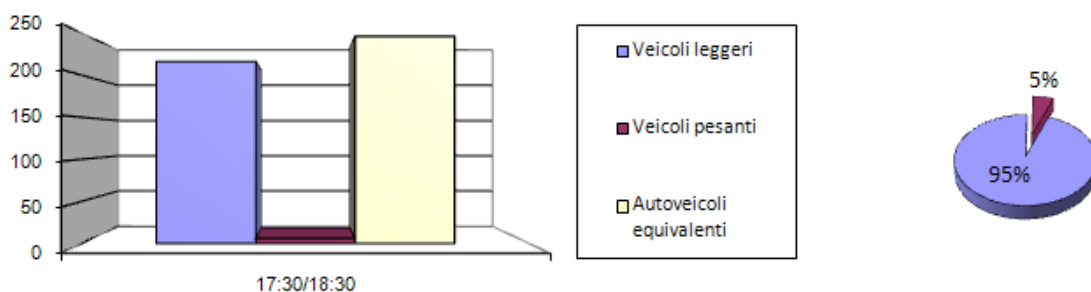 250
200
150
100
50
0
17:30/18:30
Veicoli leggeri
Veicoli pesanti
Autoveicoli
equivalenti
5%
95%